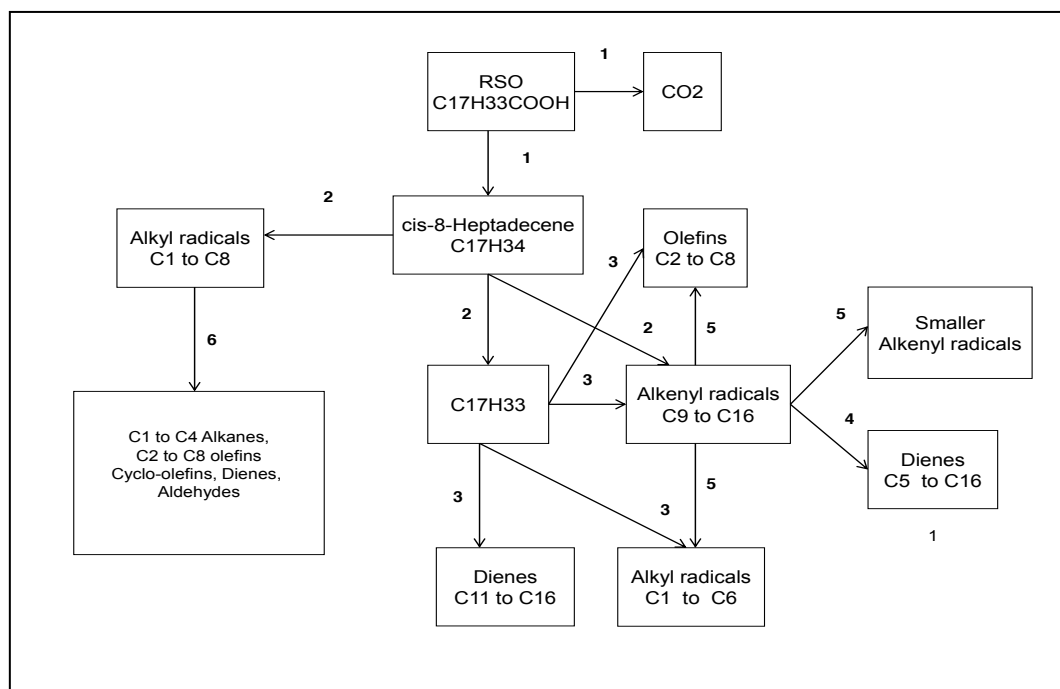 1
RSO
C17H33COOH
CO2
1
2
cis-8-Heptadecene
C17H34
Alkyl radicals
C1 to C8
Olefins
C2 to C8
3
5
Smaller
Alkenyl radicals
2
2
5
6
3
C17H33
Alkenyl radicals
C9 to C16
4
C1 to C4 Alkanes,
C2 to C8 olefins
Cyclo-olefins, Dienes,
Aldehydes
Dienes
C5 to C16
5
3
3
1
Dienes
C11 to C16
Alkyl radicals
C1 to C6